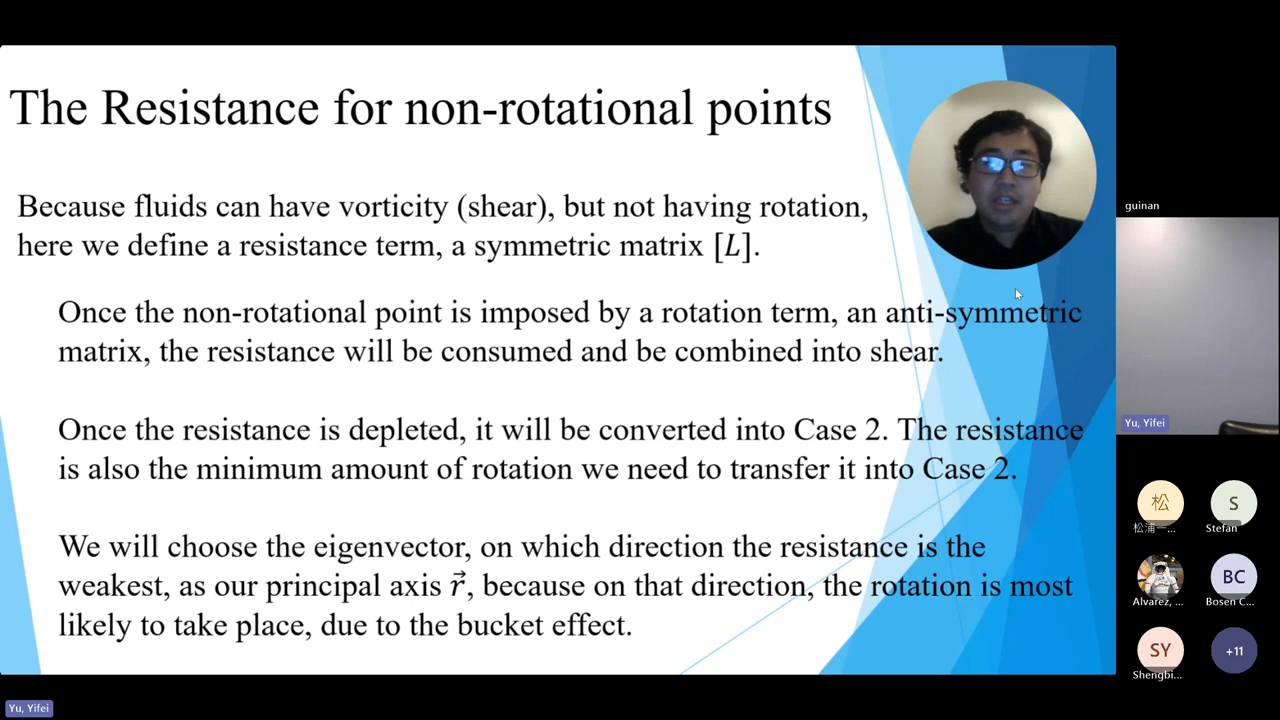 The Resistance for non-rotational points
Because fluids can have vorticity (shear), but not having rotation,
here we define a resistance term, a symmetric matrix [L].
Once the non-rotational point is imposed by a rotation term, an anti-symmetric
matrix, the resistance will be consumed and be combined into shear.
Once the resistance is depleted, it will be converted into Case 2. The resistance
is also the minimum amount of rotation we need to transfer it into Case 2.
We will choose the eigenvector, on which direction the resistance is the
weakest, as our principal axis r⃗, because on that direction, the rotation is most
likely to take place, due to the bucket effect.
guinan
Yu, Yifei
松
松浦一...
S
Stefan
Alvarez, ...
BC
Bosen C...
SY
Shengbi...
+11
Yu, Yifei